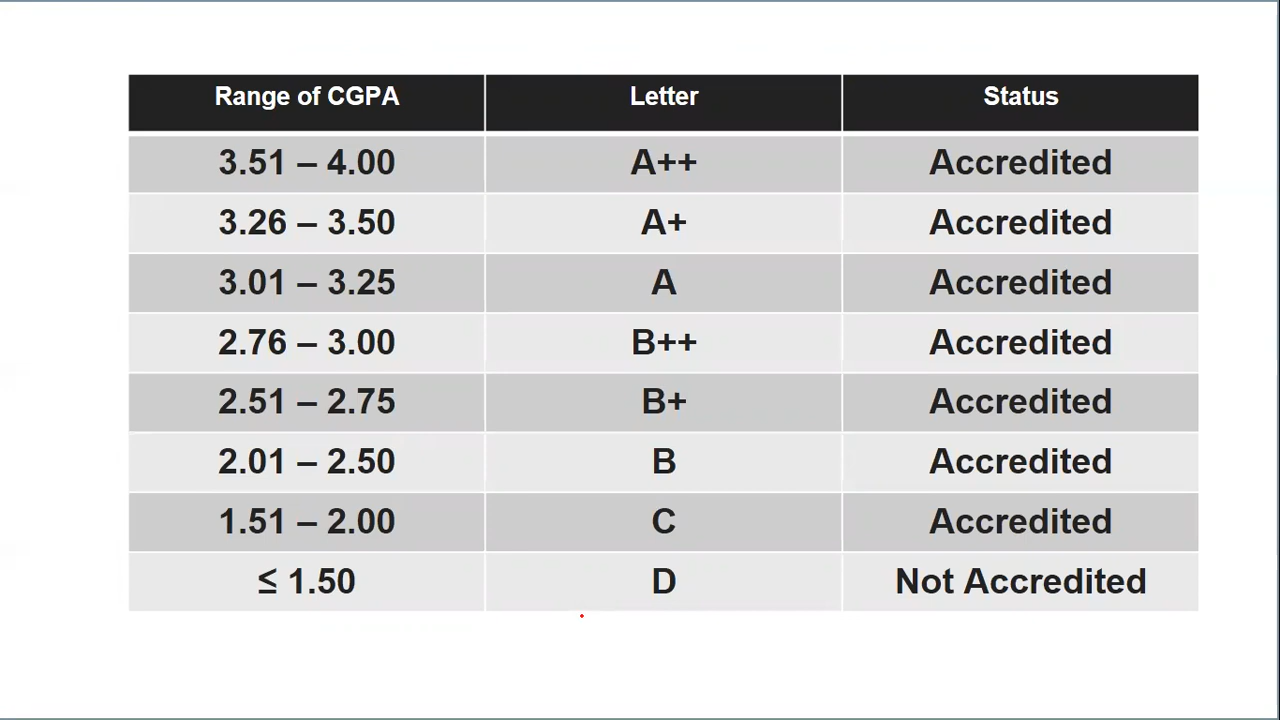 Range of CGPA Letter Status
3.51 – 4.00 A++ Accredited
3.26 – 3.50 A+ Accredited
3.01 – 3.25 A Accredited
2.76 – 3.00 B++ Accredited
2.51 – 2.75 B+ Accredited
2.01 – 2.50 B Accredited
1.51 – 2.00 C Accredited
≤ 1.50 D Not Accredited